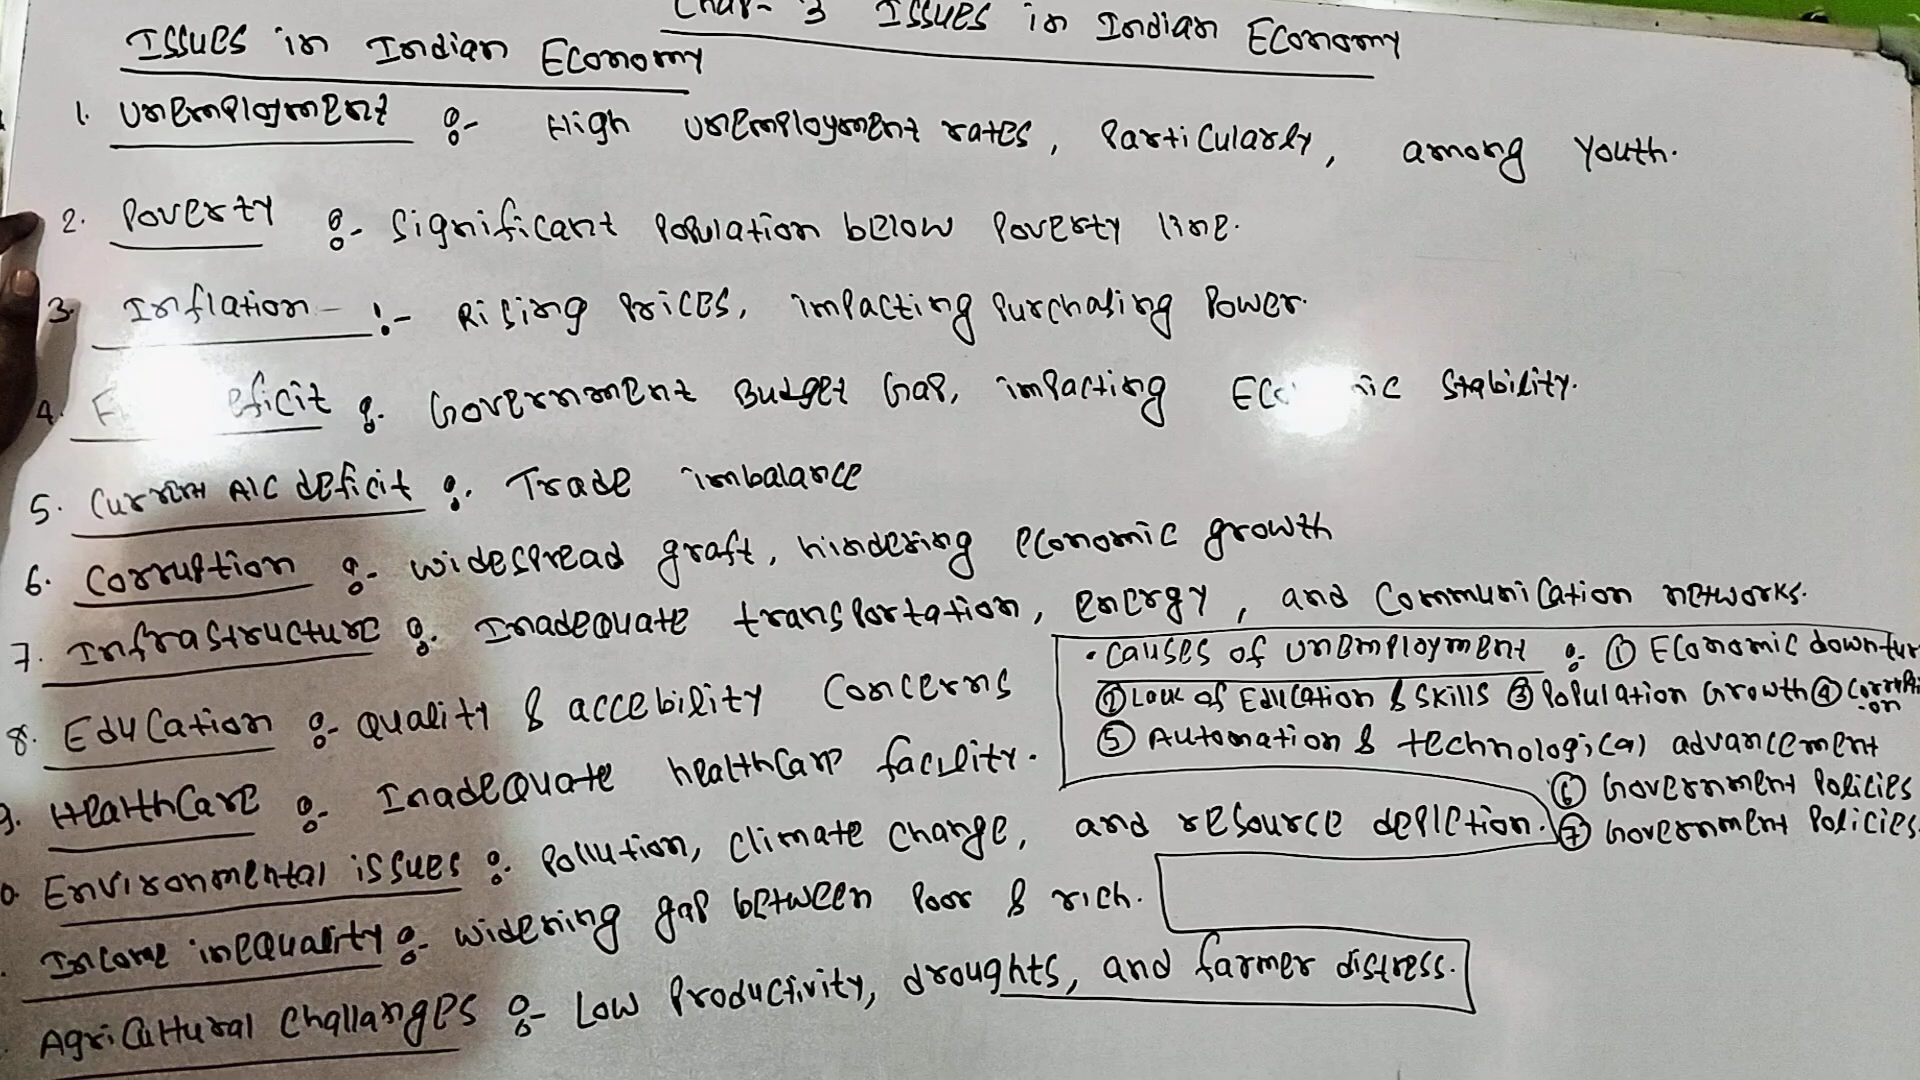 Chap- 3 Issues in Indian Economy
Issues in Indian Economy
1. Unemployment :- High unemployment rates, Particularly, among Youth.
2. Poverty :- Significant Population below Poverty line.
3. Inflation :- Rising Prices, impacting Purchasing Power.
4. eficit :- Government Budget Gap, impacting Stability.
5. Current A/C deficit :- Trade imbalance
6. Corruption :- widespread graft, hindering economic growth
7. Infrastructure :- Inadequate transportation, energy, and Communication networks.
8. Education :- Quality & accebility Concerns
9. Healthcare :- Inadequate healthcare facility.
Environmental issues :- Pollution, climate change, and resource depletion.
Income inequality :- widening gap between Poor & rich.
Agricultural Challanges :- Low Productivity, droughts, and farmer distress.
• Causes of unemployment :- ① Economic downtur
② Lack of Education & Skills ③ Population Growth ④ Corrupti
on
⑤ Automation & technological advancement
⑥ Government Policies
⑦ Government Policies.